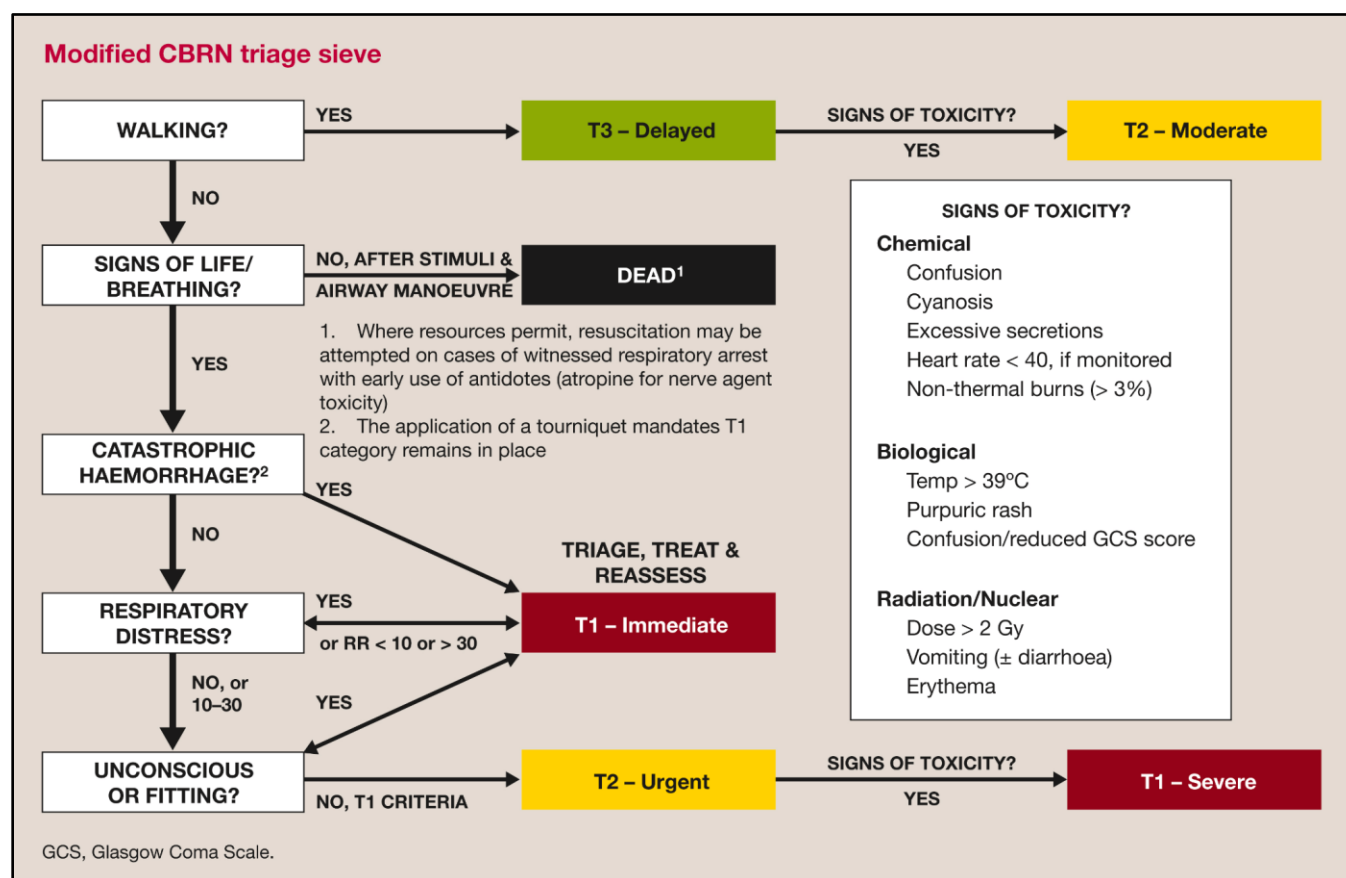 Modified CBRN triage sieve
WALKING?
YES
T3 – Delayed
SIGNS OF TOXICITY?
YES
T2 – Moderate
NO
SIGNS OF LIFE/
BREATHING?
NO, AFTER STIMULI &
AIRWAY MANOEUVRE
DEAD¹
1. Where resources permit, resuscitation may be
attempted on cases of witnessed respiratory arrest
with early use of antidotes (atropine for nerve agent
toxicity)
2. The application of a tourniquet mandates T1
category remains in place
YES
CATASTROPHIC
HAEMORRHAGE?²
YES
NO
TRIAGE, TREAT &
REASSESS
RESPIRATORY
DISTRESS?
YES
or RR < 10 or > 30
T1 – Immediate
NO, or
10–30
YES
UNCONSCIOUS
OR FITTING?
NO, T1 CRITERIA
T2 – Urgent
SIGNS OF TOXICITY?
YES
T1 – Severe
SIGNS OF TOXICITY?
Chemical
Confusion
Cyanosis
Excessive secretions
Heart rate < 40, if monitored
Non-thermal burns (> 3%)
Biological
Temp > 39ºC
Purpuric rash
Confusion/reduced GCS score
Radiation/Nuclear
Dose > 2 Gy
Vomiting (± diarrhoea)
Erythema
GCS, Glasgow Coma Scale.